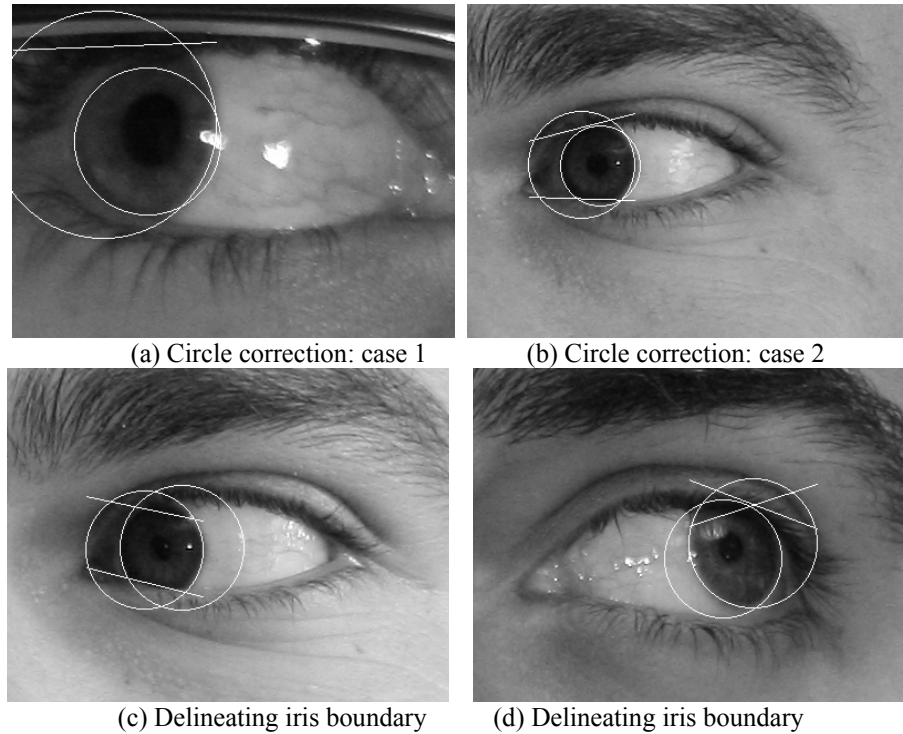 (a) Circle correction: case 1
(b) Circle correction: case 2
(c) Delineating iris boundary
(d) Delineating iris boundary